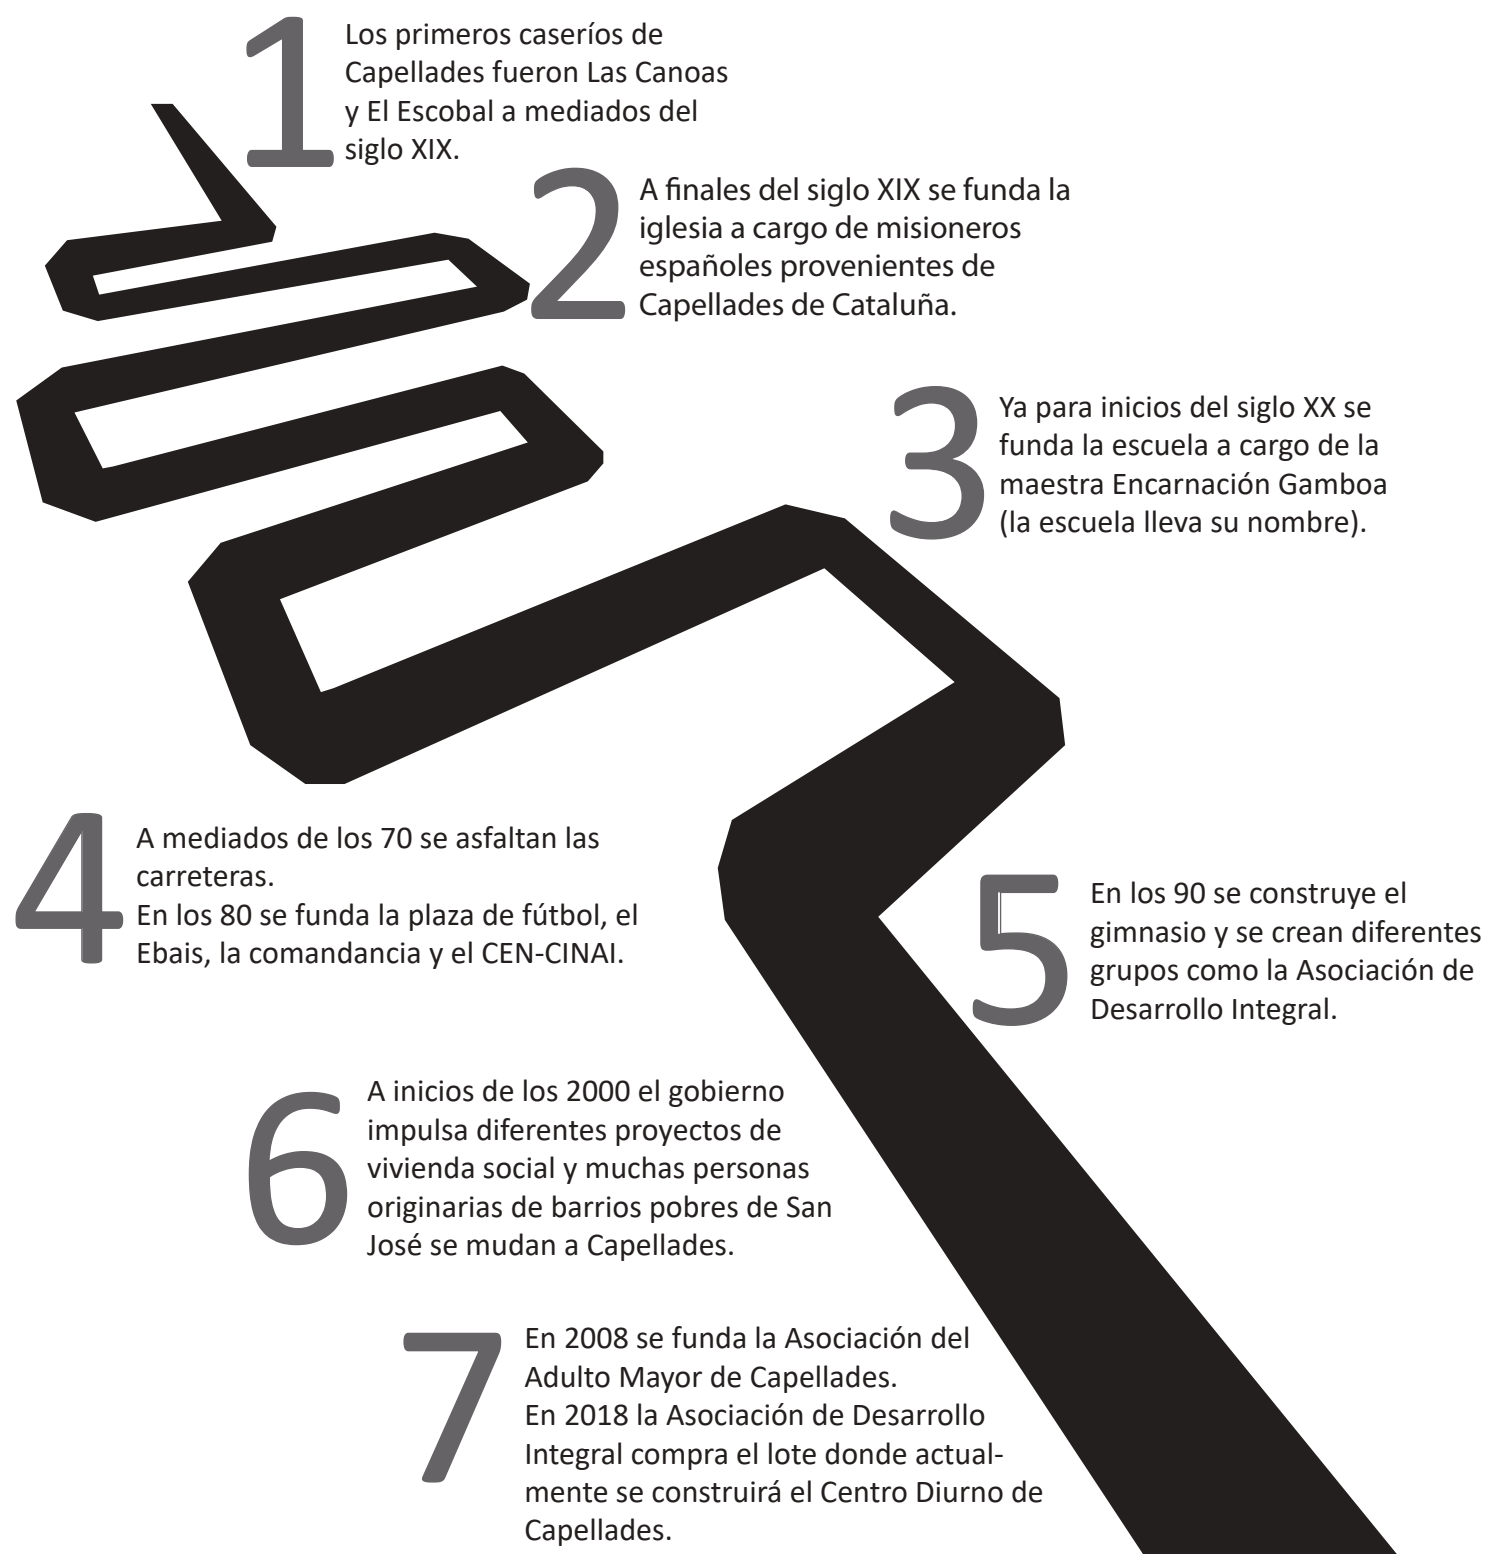 1
Los primeros caseríos de
Capellades fueron Las Canoas
y El Escobal a mediados del
siglo XIX.
2
A finales del siglo XIX se funda la
iglesia a cargo de misioneros
españoles provenientes de
Capellades de Cataluña.
3
Ya para inicios del siglo XX se
funda la escuela a cargo de la
maestra Encarnación Gamboa
(la escuela lleva su nombre).
4
A mediados de los 70 se asfaltan las
carreteras.
En los 80 se funda la plaza de fútbol, el
Ebais, la comandancia y el CEN-CINAI.
5
En los 90 se construye el
gimnasio y se crean diferentes
grupos como la Asociación de
Desarrollo Integral.
6
A inicios de los 2000 el gobierno
impulsa diferentes proyectos de
vivienda social y muchas personas
originarias de barrios pobres de San
José se mudan a Capellades.
7
En 2008 se funda la Asociación del
Adulto Mayor de Capellades.
En 2018 la Asociación de Desarrollo
Integral compra el lote donde actual-
mente se construirá el Centro Diurno de
Capellades.